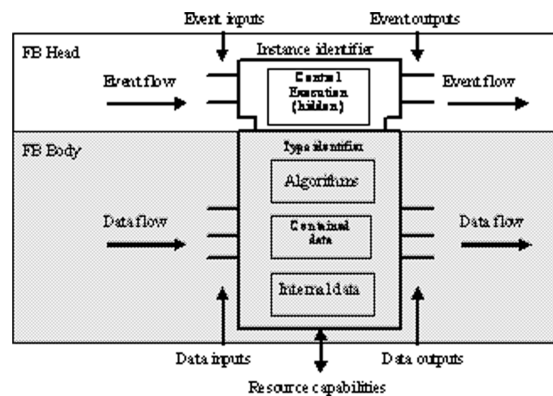 Event inputs
Event outputs
FB Head
Instance identifier
Event flow
Control
Execution
(hidden)
Event flow
FB Body
Type identifier
Algorithms
Data flow
Contained
data
Data flow
Internal data
Data inputs
Data outputs
Resource capabilities